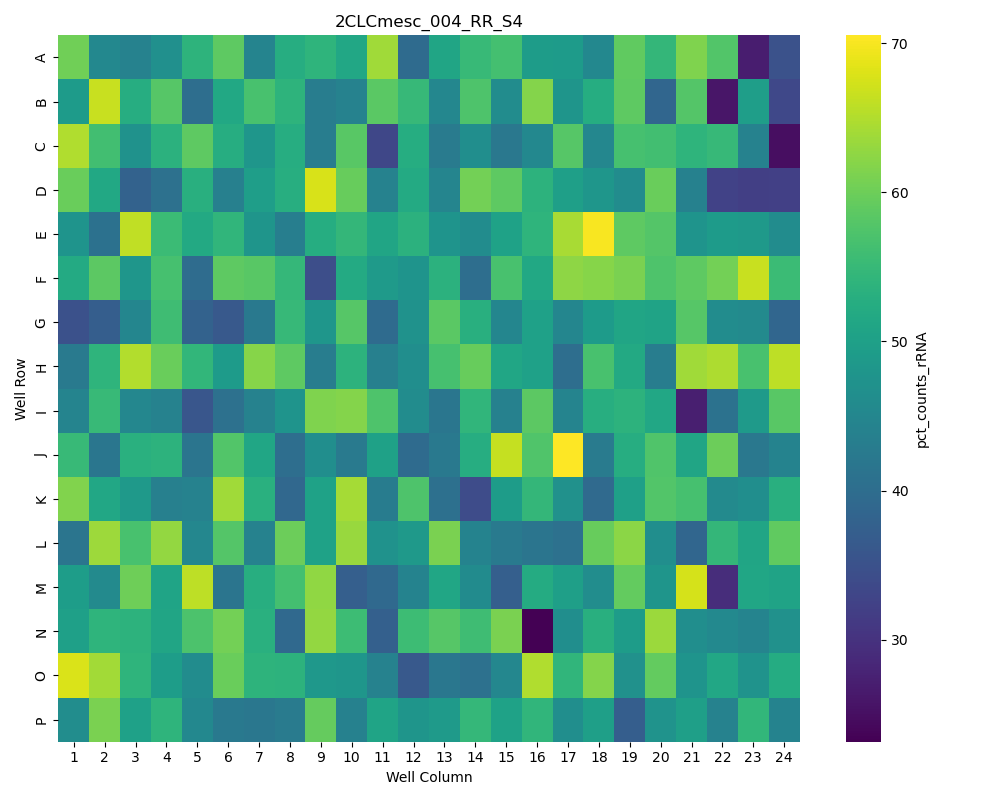 2CLCmesc_004_RR_S4
Well Row
A
B
C
D
E
F
G
H
I
J
K
L
M
N
O
P
1 2 3 4 5 6 7 8 9 10 11 12 13 14 15 16 17 18 19 20 21 22 23 24
Well Column
70
60
50
40
30
pct_counts_rRNA